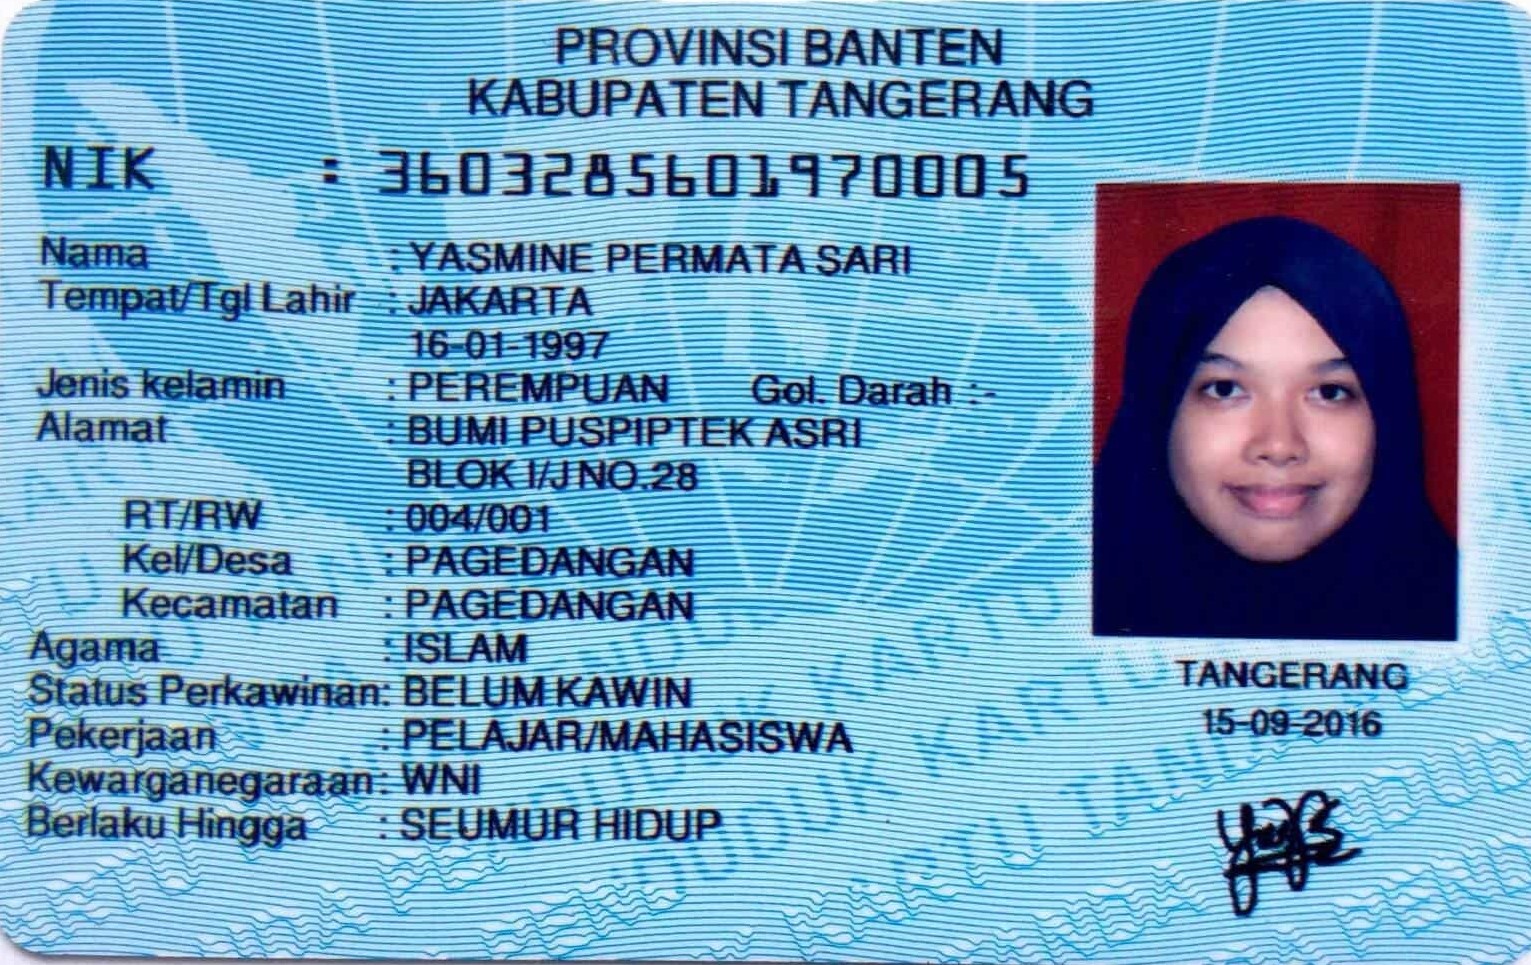 PROVINSI BANTEN
KABUPATEN TANGERANG
NIK : 3603285601970005
Nama : YASMINE PERMATA SARI
Tempat/Tgl Lahir : JAKARTA
16-01-1997
Jenis kelamin : PEREMPUAN Gol. Darah :-
Alamat : BUMI PUSPIPTEK ASRI
BLOK I/J NO.28
RT/RW : 004/001
Kel/Desa : PAGEDANGAN
Kecamatan : PAGEDANGAN
Agama : ISLAM
Status Perkawinan: BELUM KAWIN
Pekerjaan : PELAJAR/MAHASISWA
Kewarganegaraan: WNI
Berlaku Hingga : SEUMUR HIDUP
TANGERANG
15-09-2016